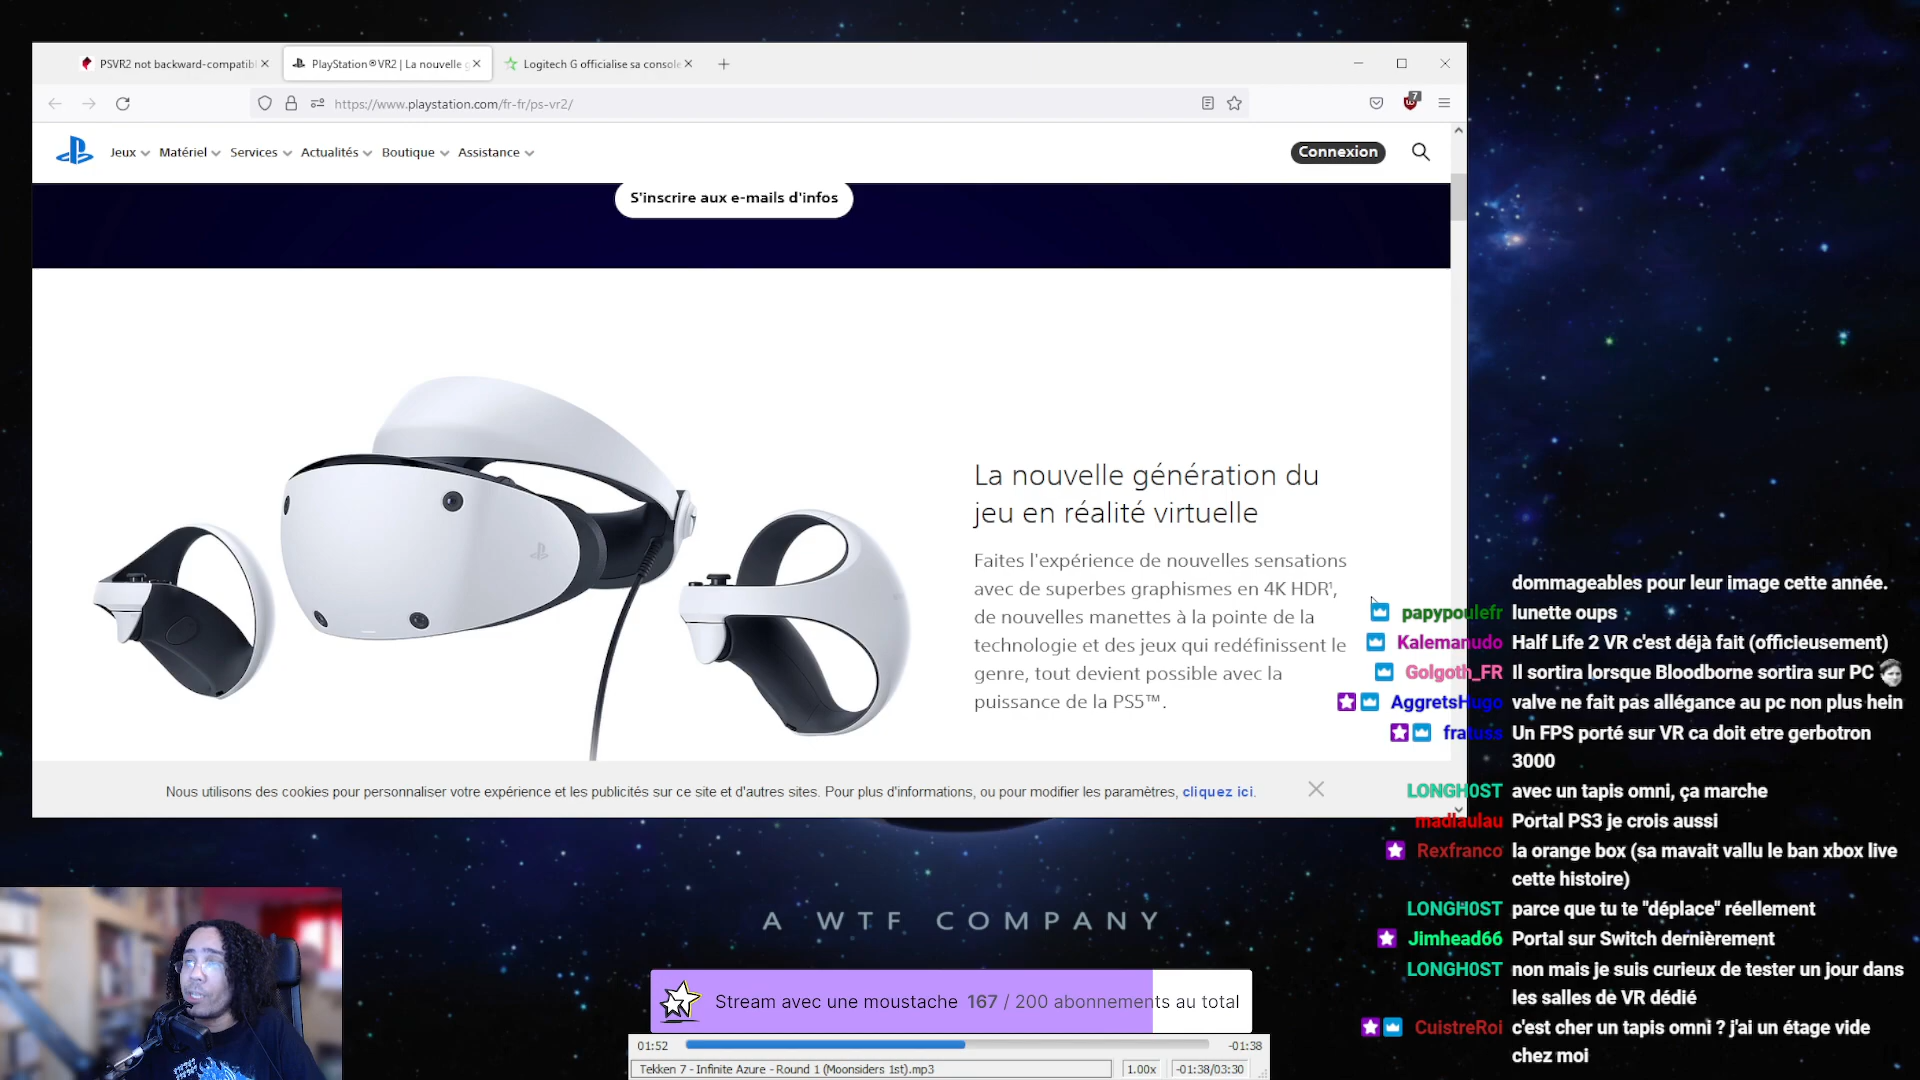 PSVR2 not backward-compatibl
PlayStation®VR2 | La nouvelle g
Logitech G officialise sa console
https://www.playstation.com/fr-fr/ps-vr2/
7
Jeux Matériel Services Actualités Boutique Assistance
Connexion
S'inscrire aux e-mails d'infos
La nouvelle génération du
jeu en réalité virtuelle
Faites l'expérience de nouvelles sensations
avec de superbes graphismes en 4K HDR¹,
de nouvelles manettes à la pointe de la
technologie et des jeux qui redéfinissent le
genre, tout devient possible avec la
puissance de la PS5™.
Nous utilisons des cookies pour personnaliser votre expérience et les publicités sur ce site et d'autres sites. Pour plus d'informations, ou pour modifier les paramètres, cliquez ici.
dommageables pour leur image cette année.
papypoulefr lunette oups
Kalemanudo Half Life 2 VR c'est déjà fait (officieusement)
Golgoth_FR Il sortira lorsque Bloodborne sortira sur PC
AggretsHugo valve ne fait pas allégance au pc non plus hein
fratuss Un FPS porté sur VR ca doit etre gerbotron
3000
LONGH0ST avec un tapis omni, ça marche
madlaulau Portal PS3 je crois aussi
Rexfranco la orange box (sa mavait vallu le ban xbox live
cette histoire)
LONGH0ST parce que tu te "déplace" réellement
Jimhead66 Portal sur Switch dernièrement
LONGH0ST non mais je suis curieux de tester un jour dans
les salles de VR dédié
CuistreRoi c'est cher un tapis omni ? j'ai un étage vide
chez moi
A WTF COMPANY
Stream avec une moustache 167 / 200 abonnements au total
01:52 -01:38
Tekken 7 - Infinite Azure - Round 1 (Moonsiders 1st).mp3 1.00x -01:38/03:30